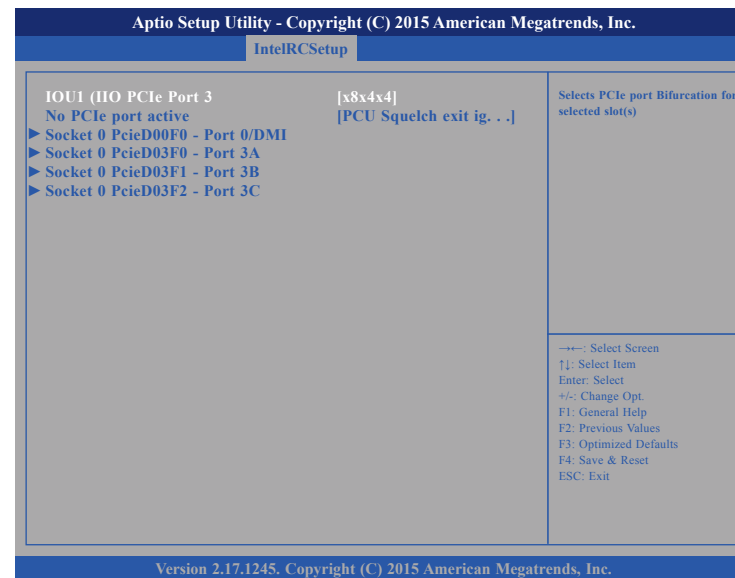 Aptio Setup Utility - Copyright (C) 2015 American Megatrends, Inc.
IntelRCSetup
IOU1 (IIO PCIe Port 3 [x8x4x4]
No PCIe port active [PCU Squelch exit ig. . .]
▶ Socket 0 PcieD00F0 - Port 0/DMI
▶ Socket 0 PcieD03F0 - Port 3A
▶ Socket 0 PcieD03F1 - Port 3B
▶ Socket 0 PcieD03F2 - Port 3C
Selects PCIe port Bifurcation for
selected slot(s)
→←: Select Screen
↑↓: Select Item
Enter: Select
+/-: Change Opt.
F1: General Help
F2: Previous Values
F3: Optimized Defaults
F4: Save & Reset
ESC: Exit
Version 2.17.1245. Copyright (C) 2015 American Megatrends, Inc.